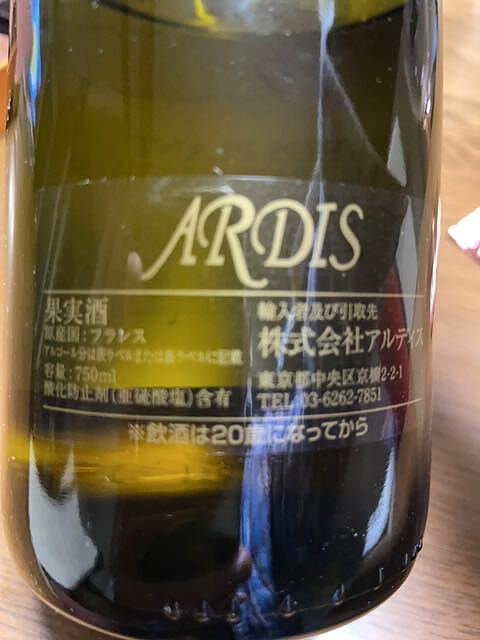 ARDIS
果実酒
原産国：フランス
アルコール分は表ラベルまたは裏ラベルに記載
容量：750ml
酸化防止剤(亜硫酸塩)含有
輸入者及び引取先
株式会社アルディス
東京都中央区京橋2-2-1
TEL 03-6262-7851
※飲酒は20歳になってから